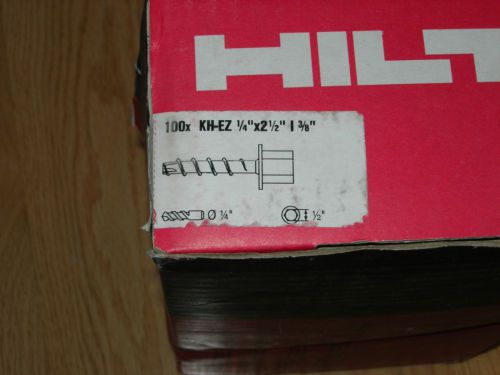 HILT
100x KH-EZ ¼"x2½" I ⅜"
Ø ¼" ½"